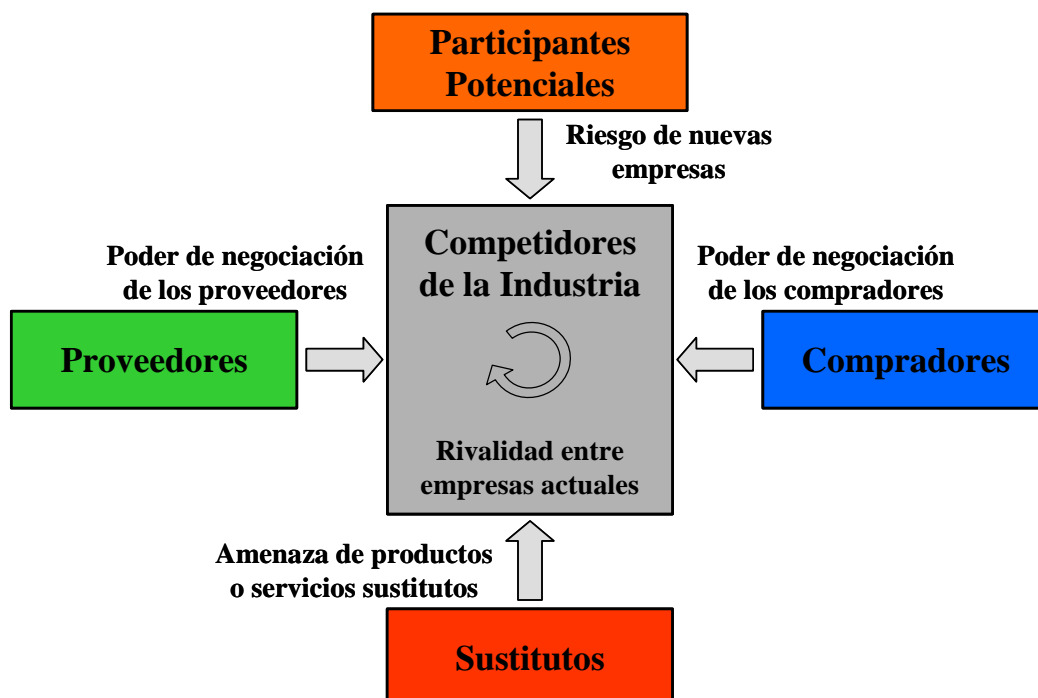 Participantes
Potenciales
Riesgo de nuevas
empresas
Competidores
de la Industria
Poder de negociación
de los proveedores
Poder de negociación
de los compradores
Proveedores
Compradores
Rivalidad entre
empresas actuales
Amenaza de productos
o servicios sustitutos
Sustitutos